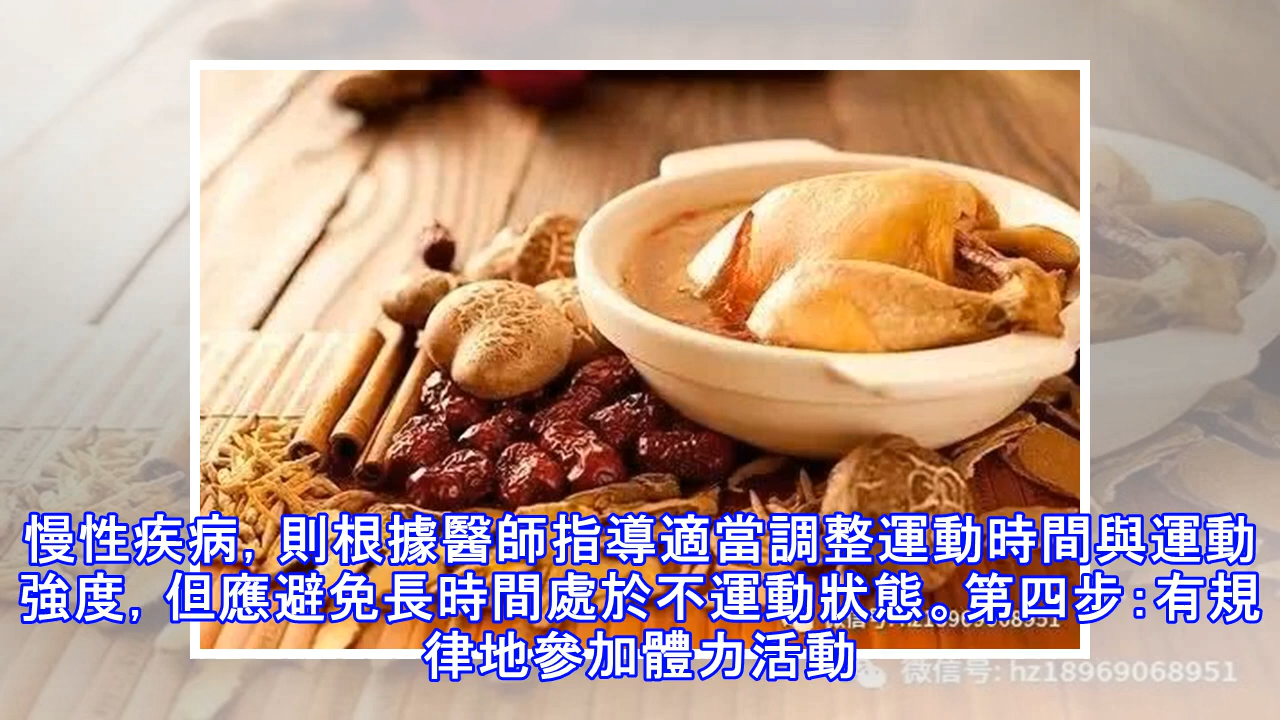 慢性疾病, 則根據醫師指導適當調整運動時間與運動
強度, 但應避免長時間處於不運動狀態。第四步:有規
律地參加體力活動
微信号: hz18969068951